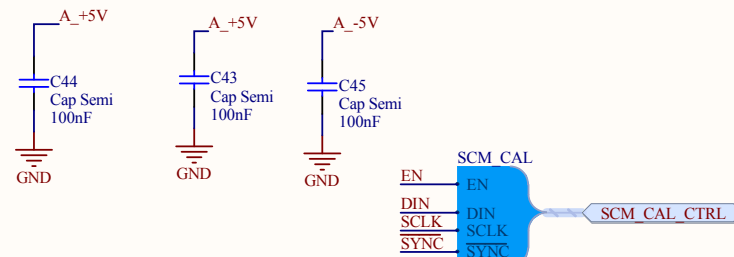 A_+5V
A_+5V
A_-5V
C44
Cap Semi
100nF
C43
Cap Semi
100nF
C45
Cap Semi
100nF
GND
GND
GND
SCM_CAL
EN
EN
DIN
DIN
SCLK
SCLK
SYNC
SYNC
SCM_CAL_CTRL